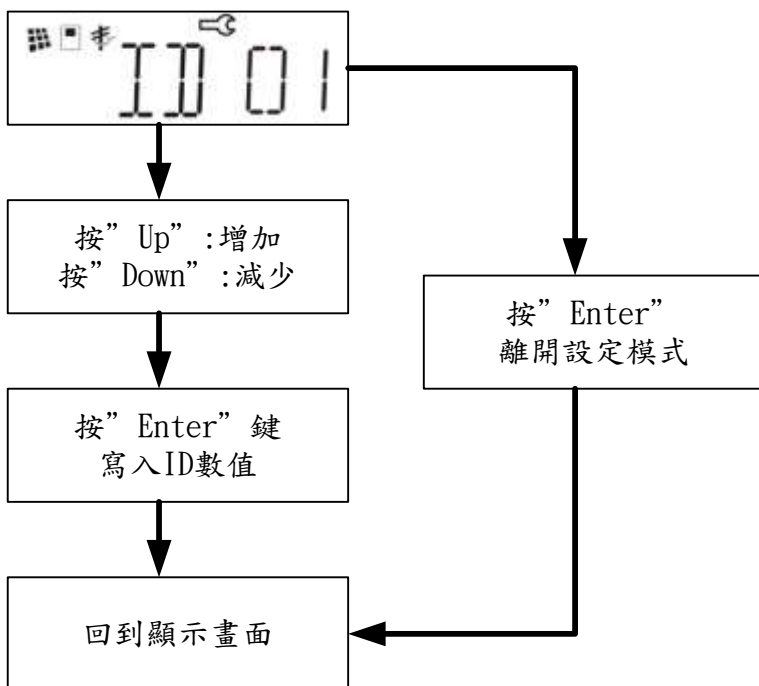 ID 01
按”Up”:增加
按”Down”:減少
按”Enter”
離開設定模式
按”Enter”鍵
寫入ID數值
回到顯示畫面